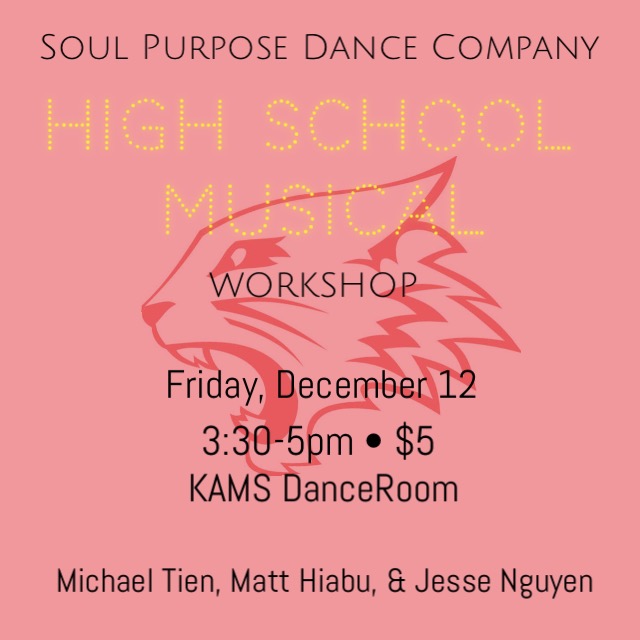 Soul Purpose Dance Company
HIGH SCHOOL
MUSICAL
WORKSHOP
Friday, December 12
3:30-5pm • $5
KAMS DanceRoom
Michael Tien, Matt Hiabu, & Jesse Nguyen